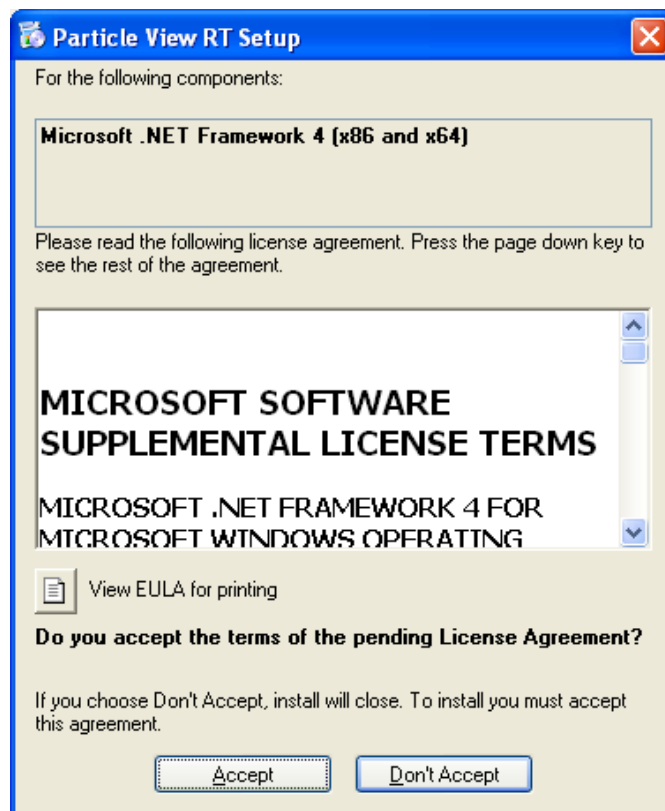 Particle View RT Setup
For the following components:
Microsoft .NET Framework 4 (x86 and x64)
Please read the following license agreement. Press the page down key to
see the rest of the agreement.
MICROSOFT SOFTWARE
SUPPLEMENTAL LICENSE TERMS
MICROSOFT .NET FRAMEWORK 4 FOR
MICROSOFT WINDOWS OPERATING
View EULA for printing
Do you accept the terms of the pending License Agreement?
If you choose Don't Accept, install will close. To install you must accept
this agreement.
Accept
Don't Accept